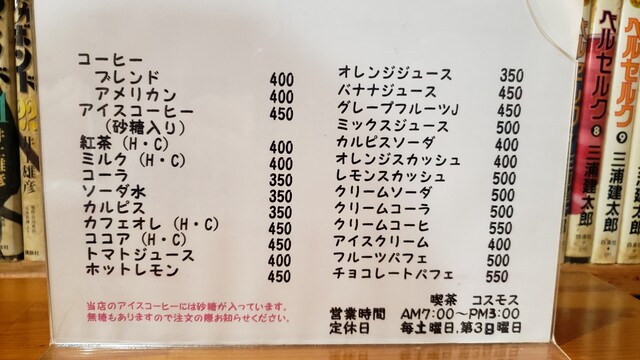 コーヒー
ブレンド 400
アメリカン 400
アイスコーヒー 450
(砂糖入り)
紅茶(H・C) 400
ミルク(H・C) 400
コーラ 350
ソーダ水 350
カルピス 350
カフェオレ(H・C) 450
ココア(H・C) 450
トマトジュース 400
ホットレモン 450
オレンジジュース 350
バナナジュース 450
グレープフルーツJ 450
ミックスジュース 500
カルピスソーダ 400
オレンジスカッシュ 400
レモンスカッシュ 500
クリームソーダ 500
クリームコーラ 500
クリームコーヒ 550
アイスクリーム 400
フルーツパフェ 500
チョコレートパフェ 550
当店のアイスコーヒーには砂糖が入っています。
無糖もありますので注文の際お知らせください。
喫茶 コスモス
営業時間 AM7:00〜PM3:00
定休日 毎土曜日,第3日曜日
ベルセルク 8 三浦建太郎 白泉社
ベルセルク 9 三浦建太郎 白泉社